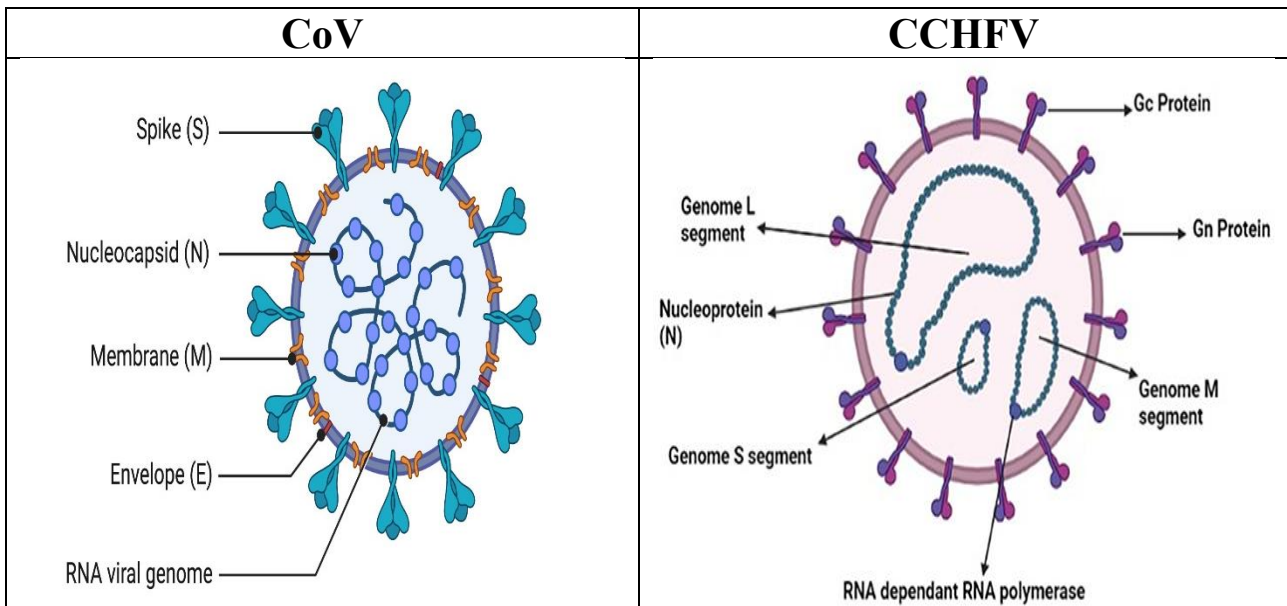 CoV
Spike (S)
Nucleocapsid (N)
Membrane (M)
Envelope (E)
RNA viral genome
CCHFV
Gc Protein
Genome L
segment
Gn Protein
Nucleoprotein
(N)
Genome M
segment
Genome S segment
RNA dependant RNA polymerase